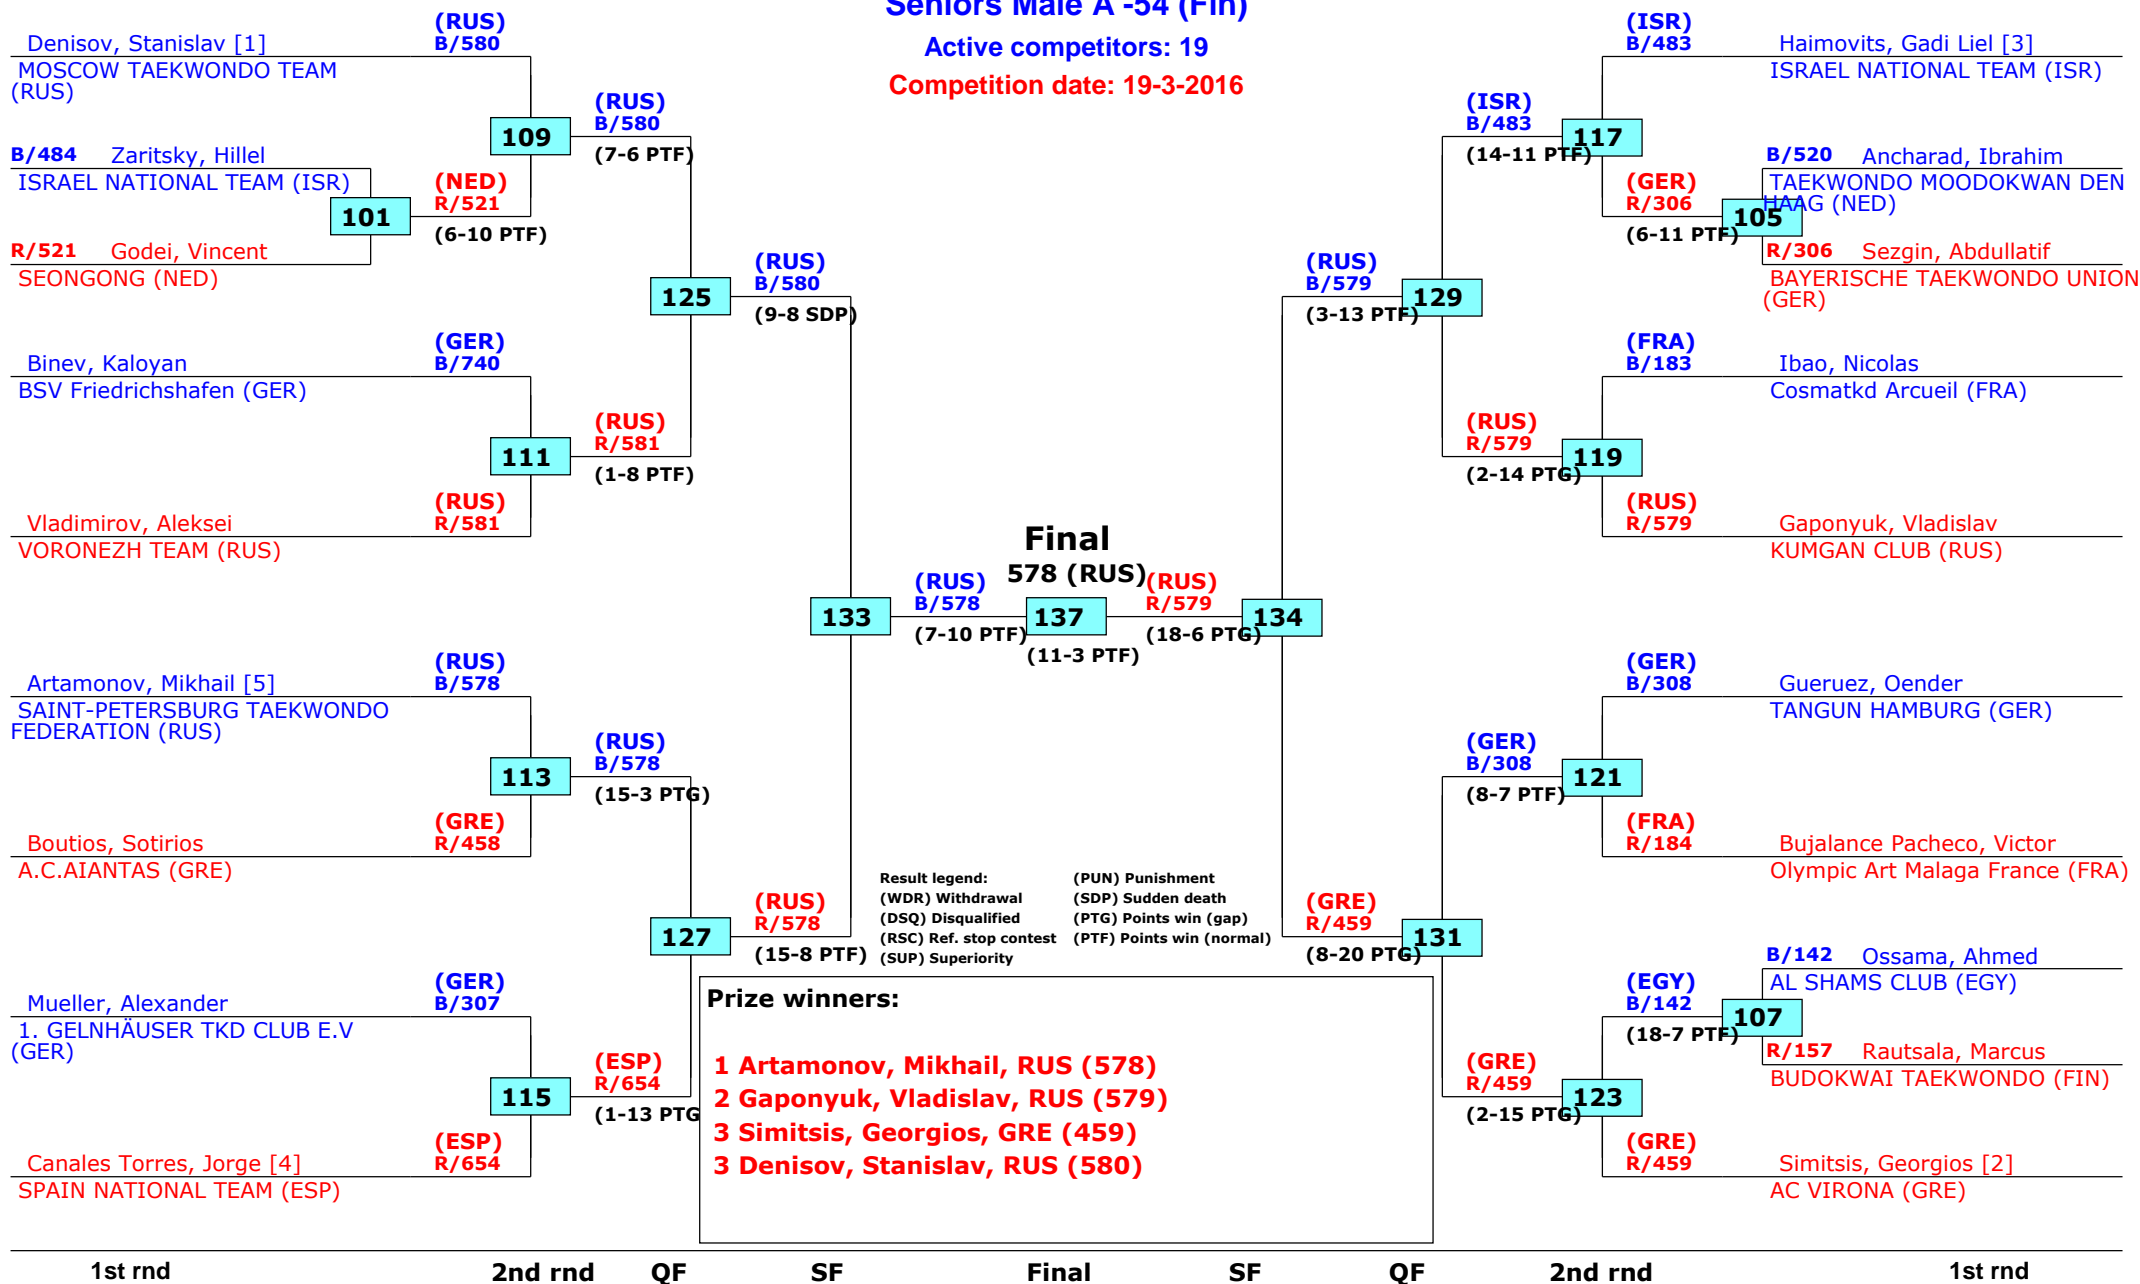 Seniors Male A -54 (Fin)
Active competitors: 19
Competition date: 19-3-2016
(RUS)
Denisov, Stanislav [1] B/580
MOSCOW TAEKWONDO TEAM
(RUS)
(RUS)
B/580
109
(7-6 PTF)
B/484 Zaritsky, Hillel
ISRAEL NATIONAL TEAM (ISR)
(NED)
R/521
101
(6-10 PTF)
R/521 Godei, Vincent
SEONGONG (NED)
(RUS)
B/580
125
(9-8 SDP)
(GER)
Binev, Kaloyan B/740
BSV Friedrichshafen (GER)
(RUS)
R/581
111
(1-8 PTF)
(RUS)
Vladimirov, Aleksei R/581
VORONEZH TEAM (RUS)
Final
578 (RUS)
(RUS)
B/578
133
(7-10 PTF)
137
(11-3 PTF)
(RUS)
R/579
134
(18-6 PTG)
(RUS)
Artamonov, Mikhail [5] B/578
SAINT-PETERSBURG TAEKWONDO
FEDERATION (RUS)
(RUS)
B/578
113
(15-3 PTG)
(GRE)
Boutios, Sotirios R/458
A.C.AIANTAS (GRE)
(RUS)
R/578
127
(15-8 PTF)
(GER)
Mueller, Alexander B/307
1. GELNHÄUSER TKD CLUB E.V
(GER)
(ESP)
R/654
115
(1-13 PTG
(ESP)
Canales Torres, Jorge [4] R/654
SPAIN NATIONAL TEAM (ESP)
(ISR)
B/483 Haimovits, Gadi Liel [3]
ISRAEL NATIONAL TEAM (ISR)
(ISR)
B/483
117
(14-11 PTF)
B/520 Ancharad, Ibrahim
TAEKWONDO MOODOKWAN DEN
HAAG (NED)
(GER)
R/306
105
(6-11 PTF)
R/306 Sezgin, Abdullatif
BAYERISCHE TAEKWONDO UNION
(GER)
(RUS)
B/579
129
(3-13 PTF)
(FRA)
B/183 Ibao, Nicolas
Cosmatkd Arcueil (FRA)
(RUS)
R/579
119
(2-14 PTG)
(RUS)
R/579 Gaponyuk, Vladislav
KUMGAN CLUB (RUS)
(GER)
B/308 Gueruez, Oender
TANGUN HAMBURG (GER)
(GER)
B/308
121
(8-7 PTF)
(FRA)
R/184 Bujalance Pacheco, Victor
Olympic Art Malaga France (FRA)
(GRE)
R/459
131
(8-20 PTG)
B/142 Ossama, Ahmed
AL SHAMS CLUB (EGY)
(EGY)
B/142
107
(18-7 PTF)
R/157 Rautsala, Marcus
BUDOKWAI TAEKWONDO (FIN)
(GRE)
R/459
123
(2-15 PTG)
(GRE)
R/459 Simitsis, Georgios [2]
AC VIRONA (GRE)
Result legend: (PUN) Punishment
(WDR) Withdrawal (SDP) Sudden death
(DSQ) Disqualified (PTG) Points win (gap)
(RSC) Ref. stop contest (PTF) Points win (normal)
(SUP) Superiority
Prize winners:
1 Artamonov, Mikhail, RUS (578)
2 Gaponyuk, Vladislav, RUS (579)
3 Simitsis, Georgios, GRE (459)
3 Denisov, Stanislav, RUS (580)
1st rnd 2nd rnd QF SF Final SF QF 2nd rnd 1st rnd